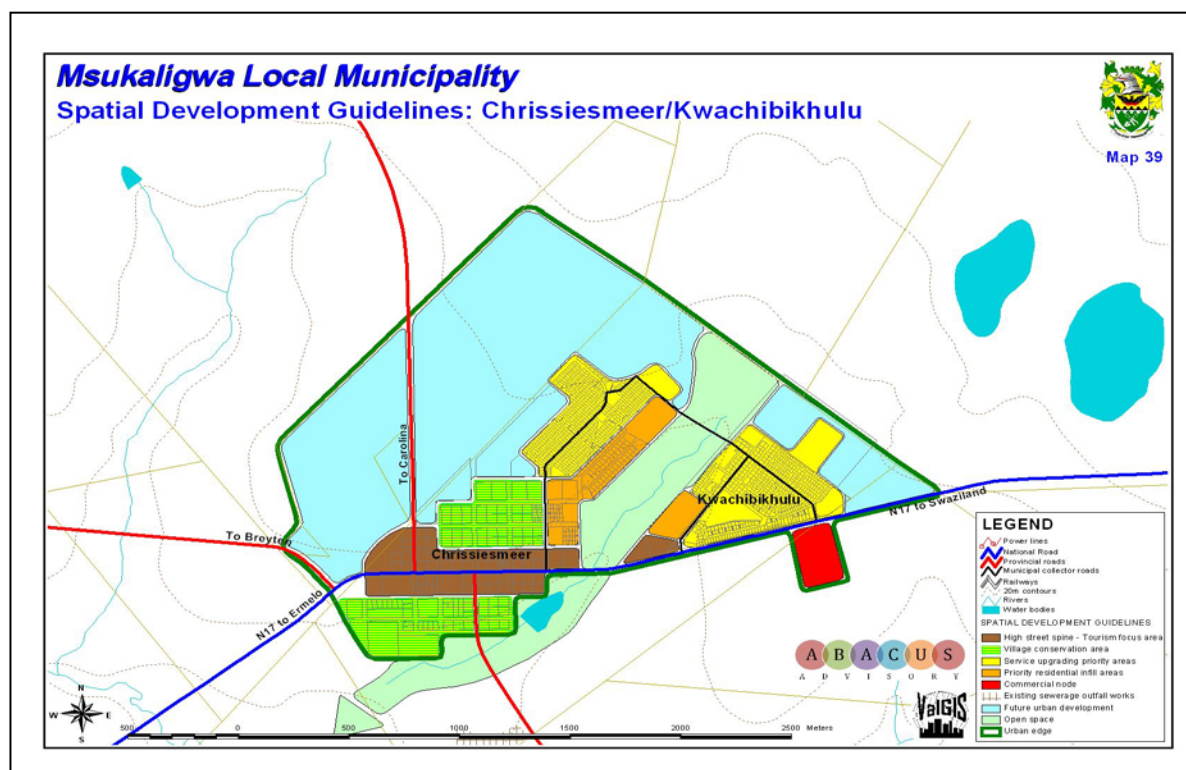 Msukaligwa Local Municipality
Spatial Development Guidelines: Chrissiesmeer/Kwachibikhulu
Map 39
To Carolina
Kwachibikhulu
N17 to Swaziland
To Breyten
Chrissiesmeer
N17 to Ermelo
LEGEND
Power lines
National Road
Provincial roads
Municipal collector roads
Railways
20m contours
Rivers
Water bodies
SPATIAL DEVELOPMENT GUIDELINES
High street spine - Tourism focus area
Village conservation area
Service upgrading priority areas
Priority residential infill areas
Commercial node
Existing sewerage outfall works
Future urban development
Open space
Urban edge
ABACUS
ADVISORY
ValGIS
N
W E
S
500 0 500 1000 1500 2000 2500 Meters